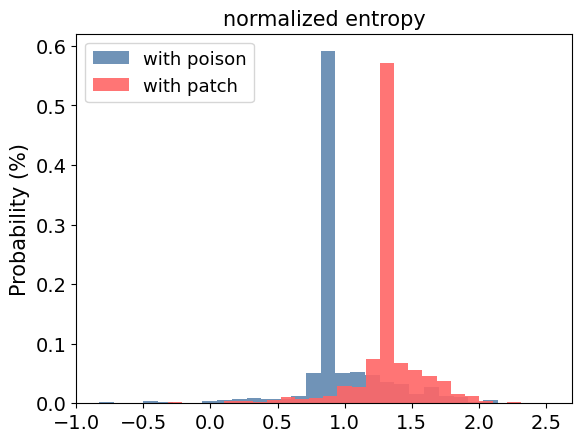 normalized entropy
with poison
with patch
Probability (%)
0.6
0.5
0.4
0.3
0.2
0.1
0.0
−1.0 −0.5 0.0 0.5 1.0 1.5 2.0 2.5